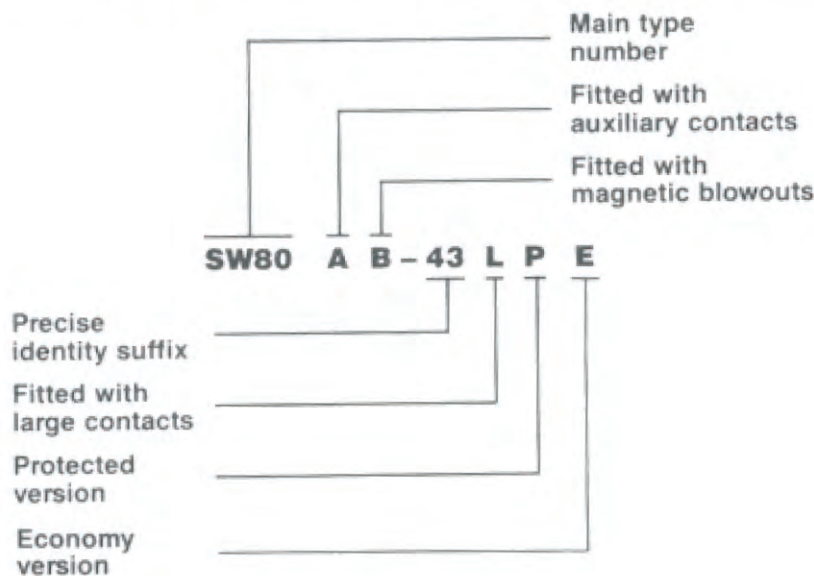 Main type
number
Fitted with
auxiliary contacts
Fitted with
magnetic blowouts
SW80 A B – 43 L P E
Precise
identity suffix
Fitted with
large contacts
Protected
version
Economy
version